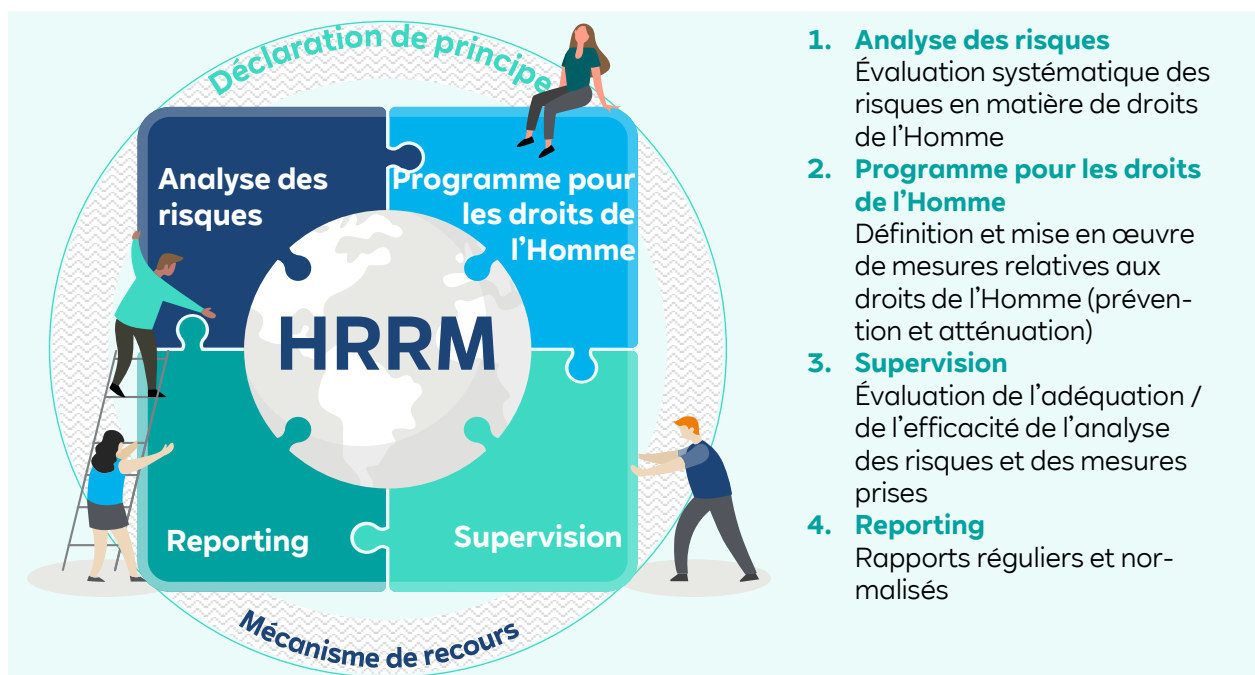 Déclaration de principe
Analyse des
risques
Programme pour
les droits de
l’Homme
HRRM
Reporting
Supervision
Mécanisme de recours
1. Analyse des risques
Évaluation systématique des
risques en matière de droits
de l’Homme
2. Programme pour les droits
de l’Homme
Définition et mise en œuvre
de mesures relatives aux
droits de l’Homme (préven-
tion et atténuation)
3. Supervision
Évaluation de l’adéquation /
de l’efficacité de l’analyse
des risques et des mesures
prises
4. Reporting
Rapports réguliers et nor-
malisés